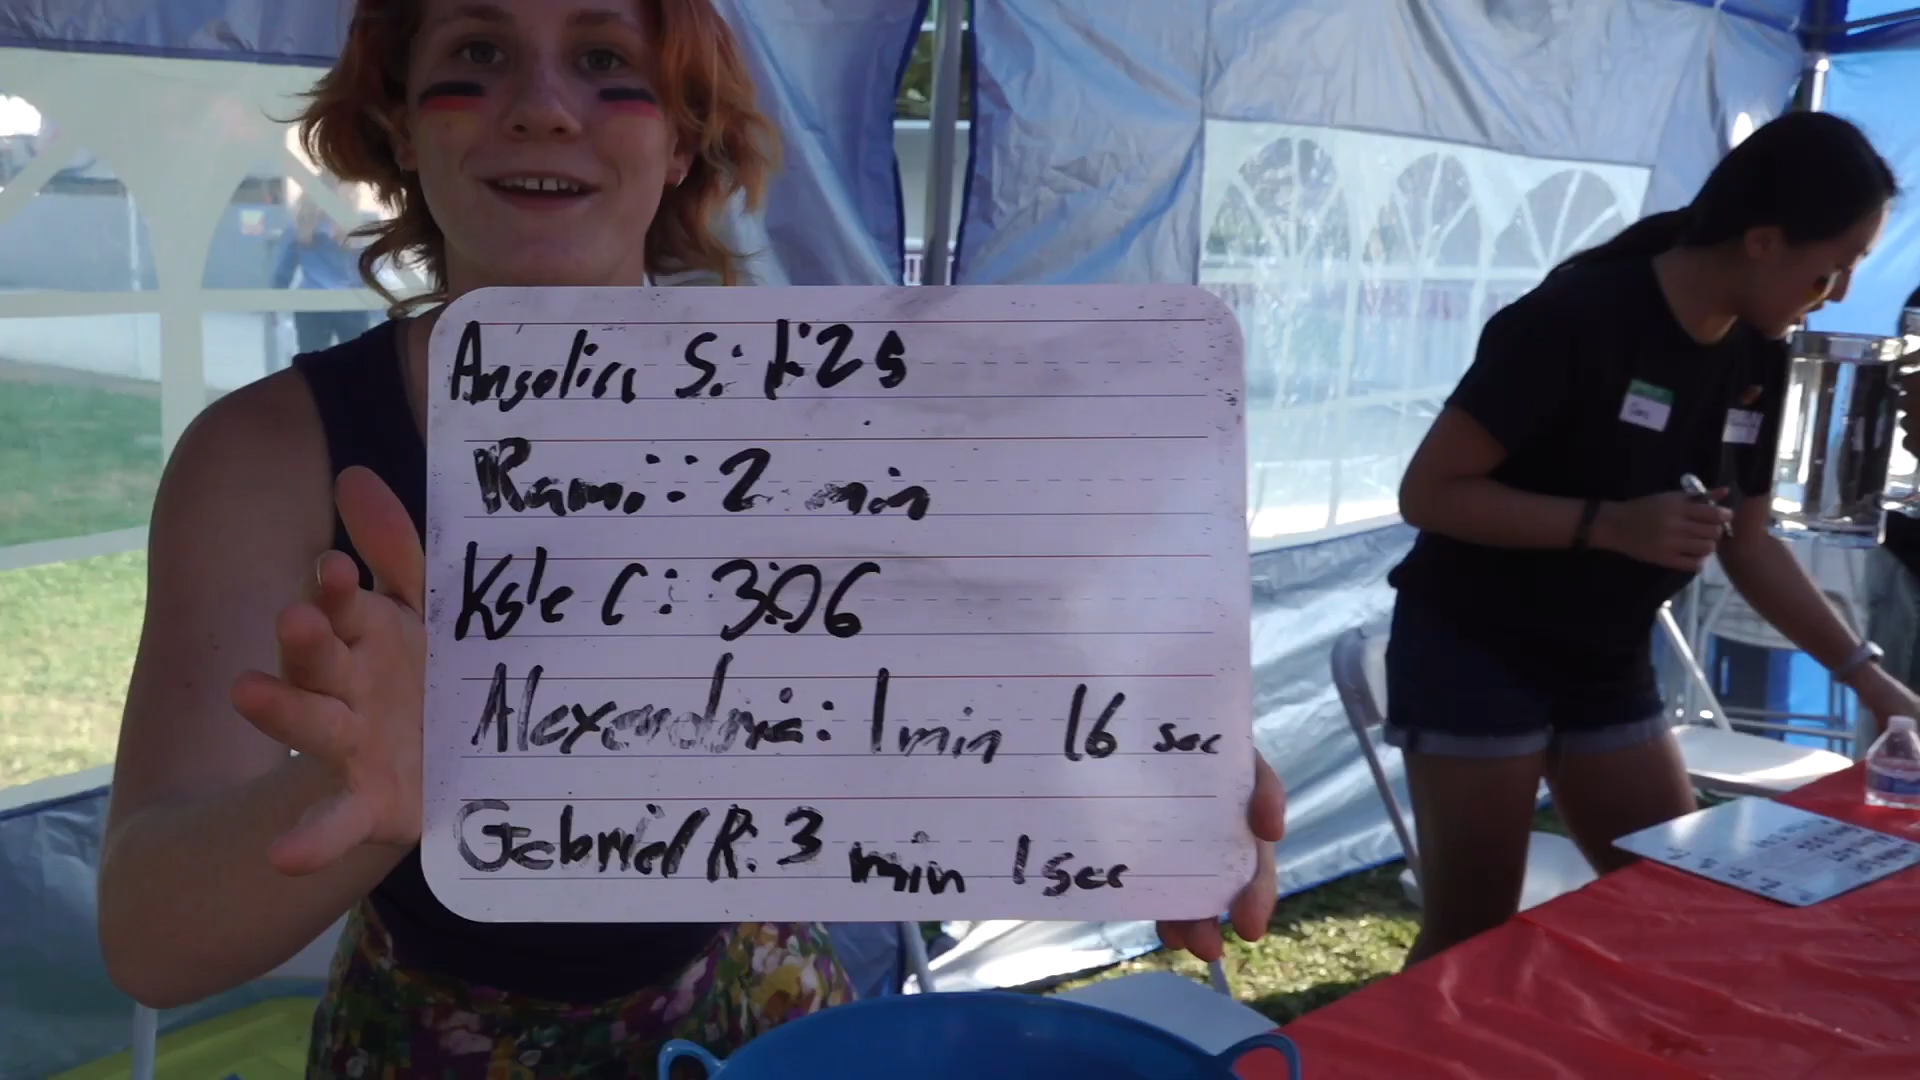 Angelica S.: 1:25
Rami: 2 min
Kyle C: 3:06
Alexandria: 1 min 16 sec
Gabriel R: 3 min 1 sec